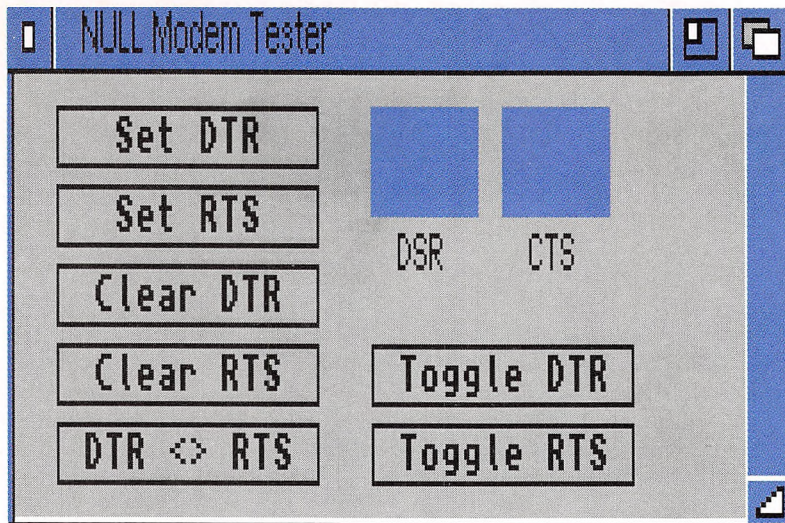 NULL Modem Tester
Set DTR
Set RTS
Clear DTR
Clear RTS
DTR <> RTS
DSR
CTS
Toggle DTR
Toggle RTS